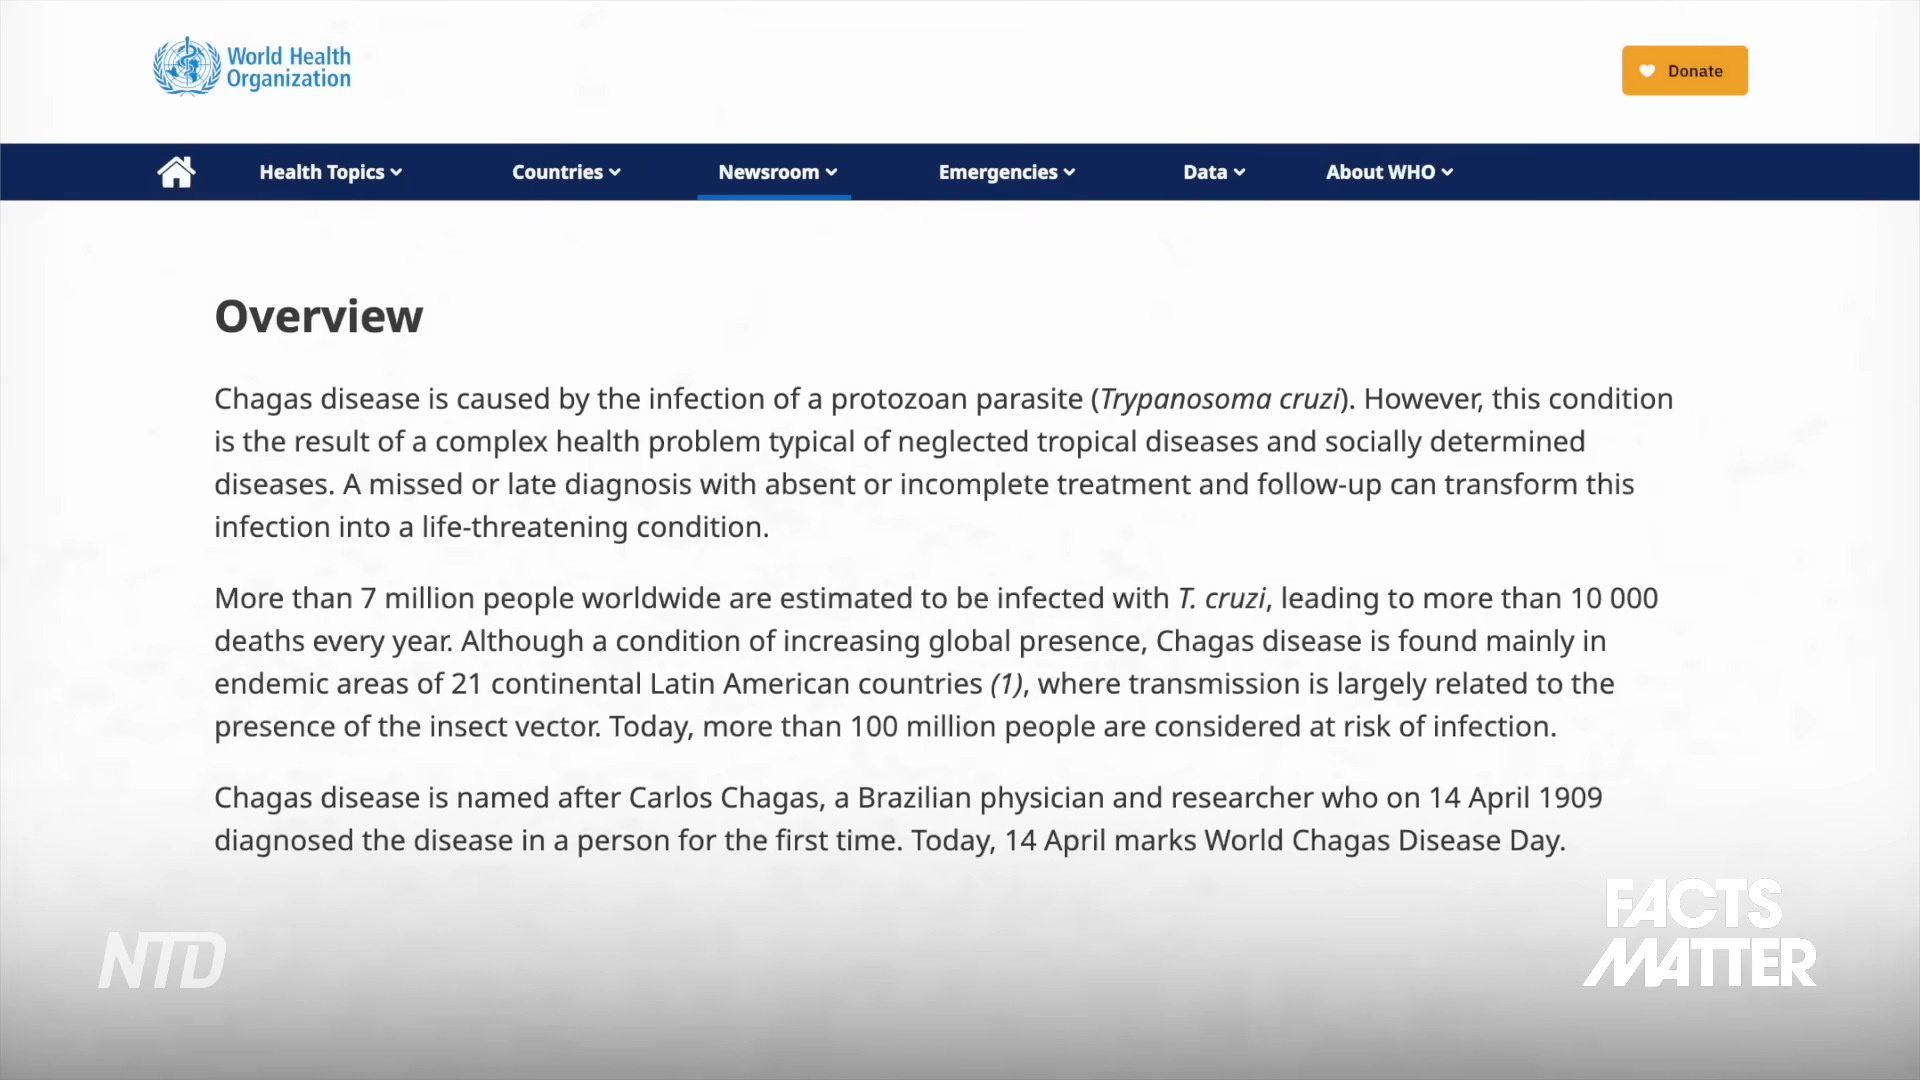 World Health
Organization
Donate
Health Topics
Countries
Newsroom
Emergencies
Data
About WHO
Overview
Chagas disease is caused by the infection of a protozoan parasite (Trypanosoma cruzi). However, this condition
is the result of a complex health problem typical of neglected tropical diseases and socially determined
diseases. A missed or late diagnosis with absent or incomplete treatment and follow-up can transform this
infection into a life-threatening condition.
More than 7 million people worldwide are estimated to be infected with T. cruzi, leading to more than 10 000
deaths every year. Although a condition of increasing global presence, Chagas disease is found mainly in
endemic areas of 21 continental Latin American countries (1), where transmission is largely related to the
presence of the insect vector. Today, more than 100 million people are considered at risk of infection.
Chagas disease is named after Carlos Chagas, a Brazilian physician and researcher who on 14 April 1909
diagnosed the disease in a person for the first time. Today, 14 April marks World Chagas Disease Day.
NTD
FACTS
MATTER